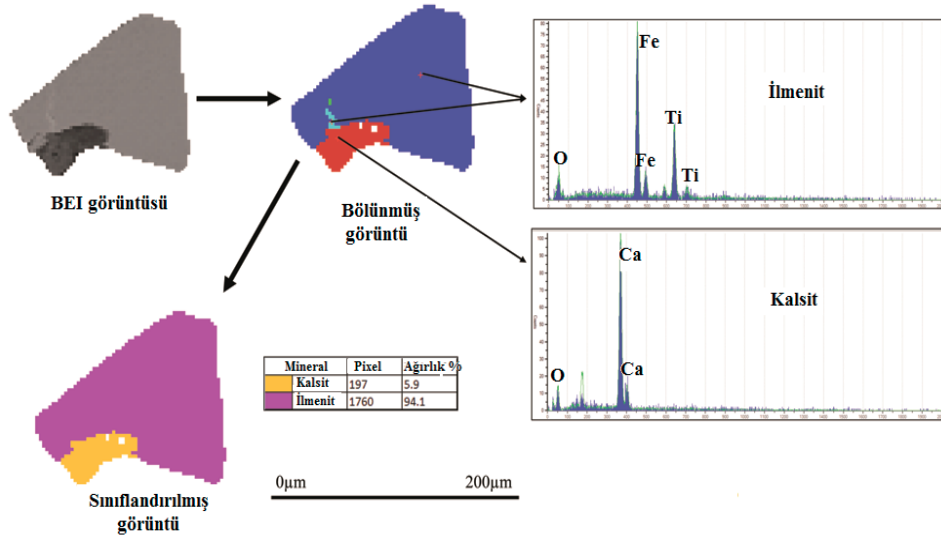 BEI görüntüsü
Bölünmüş
görüntü
Fe
İlmenit
Ti
O
Fe
Ti
Ca
Kalsit
O
Ca
Mineral Pixel Ağırlık %
Kalsit 197 5.9
İlmenit 1760 94.1
0µm 200µm
Sınıflandırılmış
görüntü